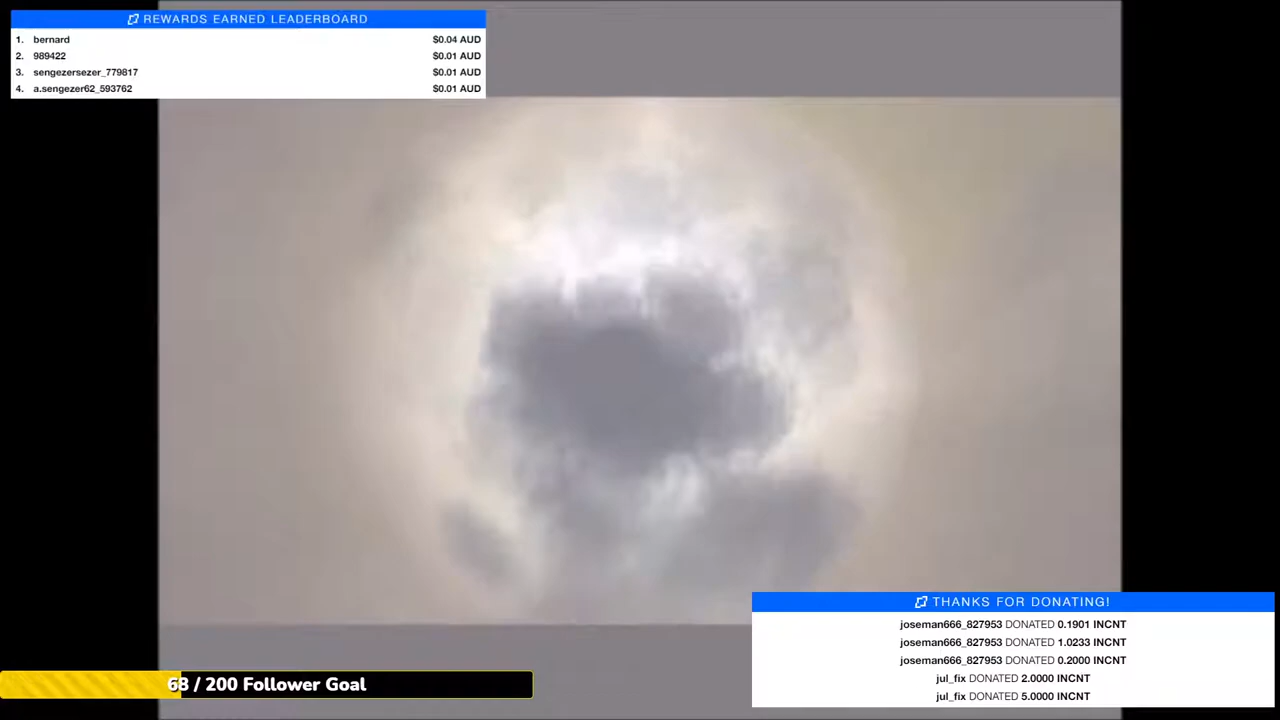 REWARDS EARNED LEADERBOARD
1. bernard $0.04 AUD
2. 989422 $0.01 AUD
3. sengezersezer_779817 $0.01 AUD
4. a.sengezer62_593762 $0.01 AUD
THANKS FOR DONATING!
joseman666_827953 DONATED 0.1901 INCNT
joseman666_827953 DONATED 1.0233 INCNT
joseman666_827953 DONATED 0.2000 INCNT
jul_fix DONATED 2.0000 INCNT
jul_fix DONATED 5.0000 INCNT
68 / 200 Follower Goal